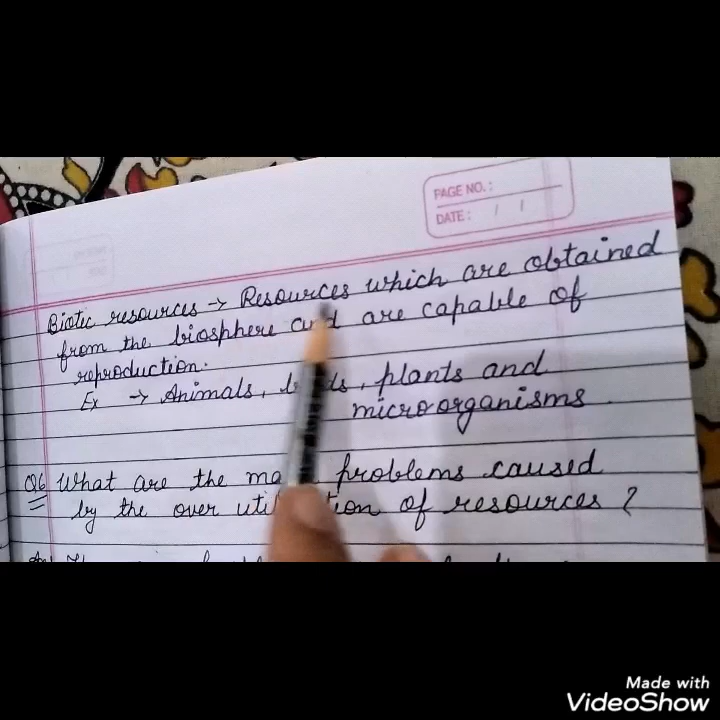 PAGE NO.:
DATE: / /
Biotic resources → Resources which are obtained
from the biosphere and are capable of
reproduction.
Ex → Animals, , plants and
microorganisms
Q6 What are the problems caused
by the over of resources ?
Made with
VideoShow